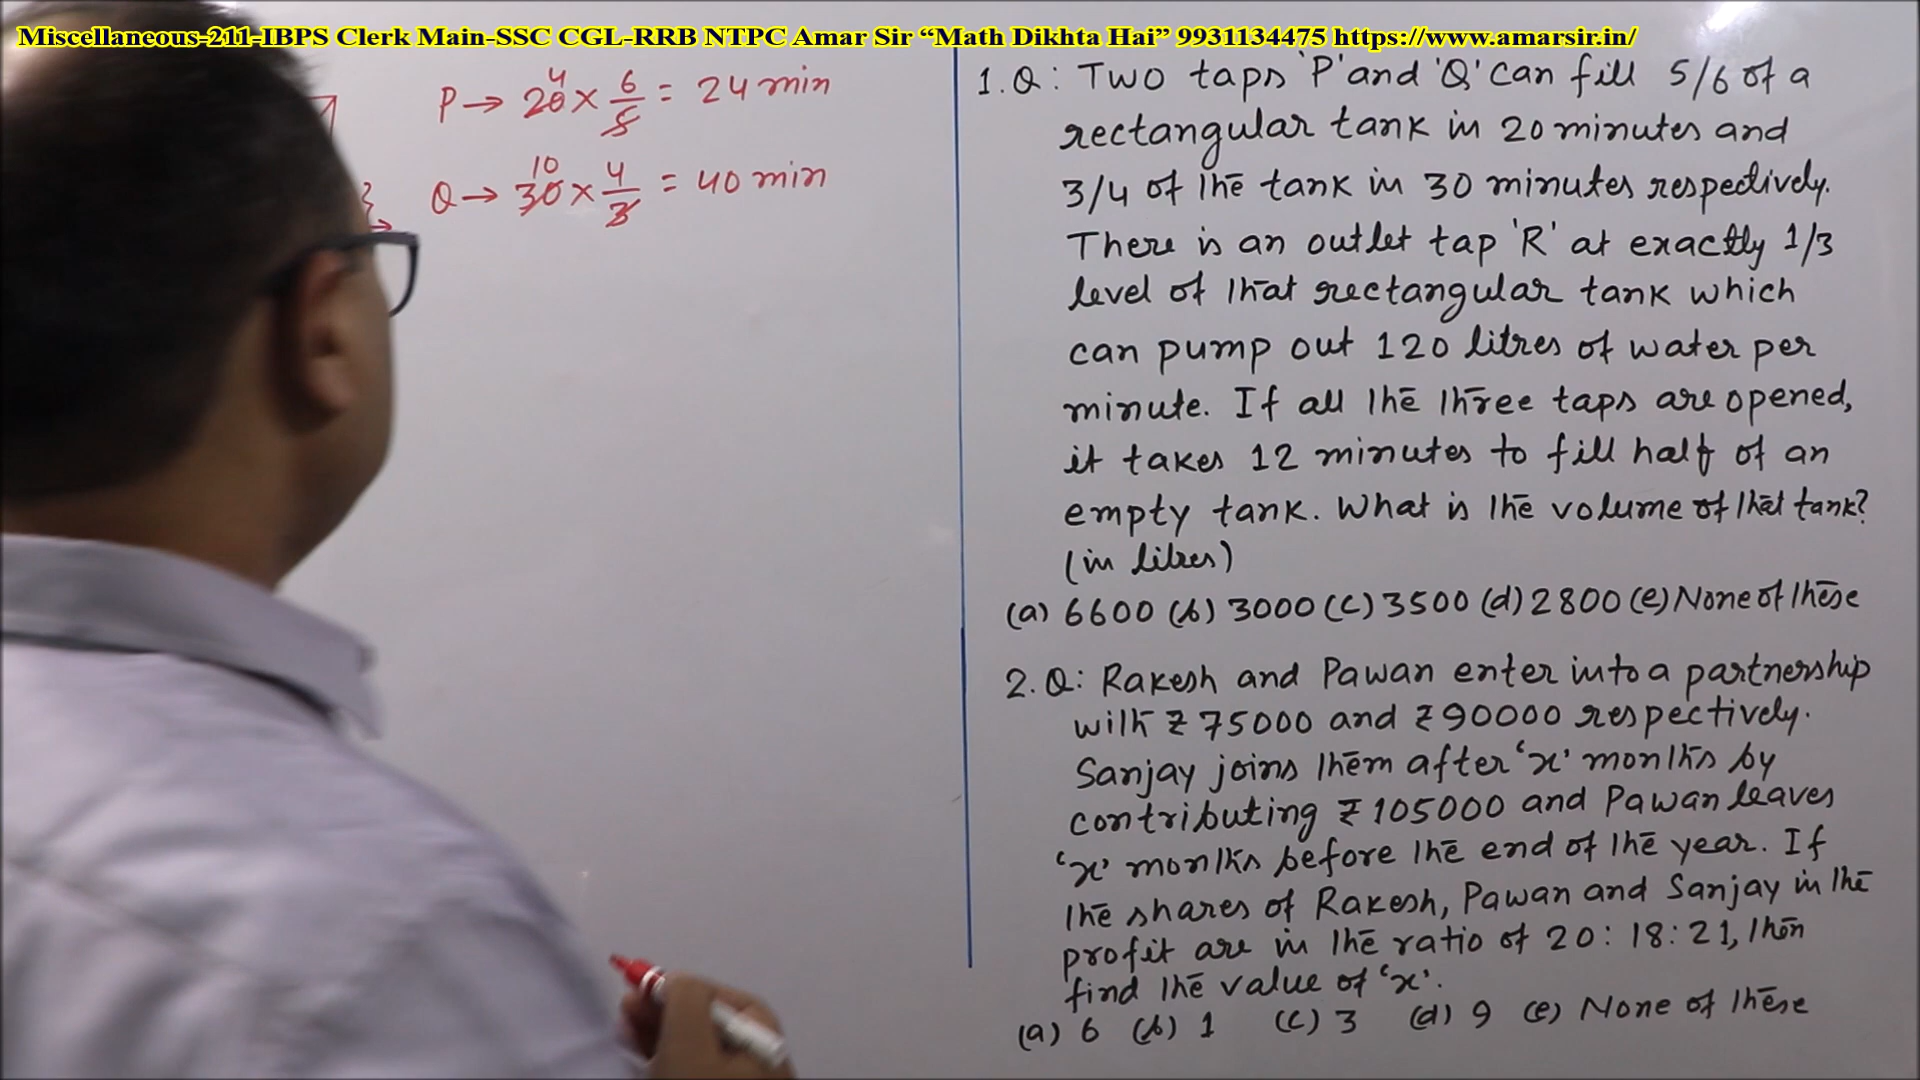 Miscellaneous-211-IBPS Clerk Main-SSC CGL-RRB NTPC Amar Sir “Math Dikhta Hai” 9931134475 https://www.amarsir.in/
P → 20 × 6/5 = 24 min
4
Q → 30 × 4/3 = 40 min
10
1. Q: Two taps 'P' and 'Q' can fill 5/6 of a
rectangular tank in 20 minutes and
3/4 of the tank in 30 minutes respectively.
There is an outlet tap 'R' at exactly 1/3
level of that rectangular tank which
can pump out 120 litres of water per
minute. If all the three taps are opened,
it takes 12 minutes to fill half of an
empty tank. What is the volume of that tank?
(in litres)
(a) 6600 (b) 3000 (c) 3500 (d) 2800 (e) None of these
2. Q: Rakesh and Pawan enter into a partnership
with ₹ 75000 and ₹ 90000 respectively.
Sanjay joins them after 'x' months by
contributing ₹ 105000 and Pawan leaves
'x' months before the end of the year. If
the shares of Rakesh, Pawan and Sanjay in the
profit are in the ratio of 20:18:21, then
find the value of 'x'.
(a) 6 (b) 1 (c) 3 (d) 9 (e) None of these